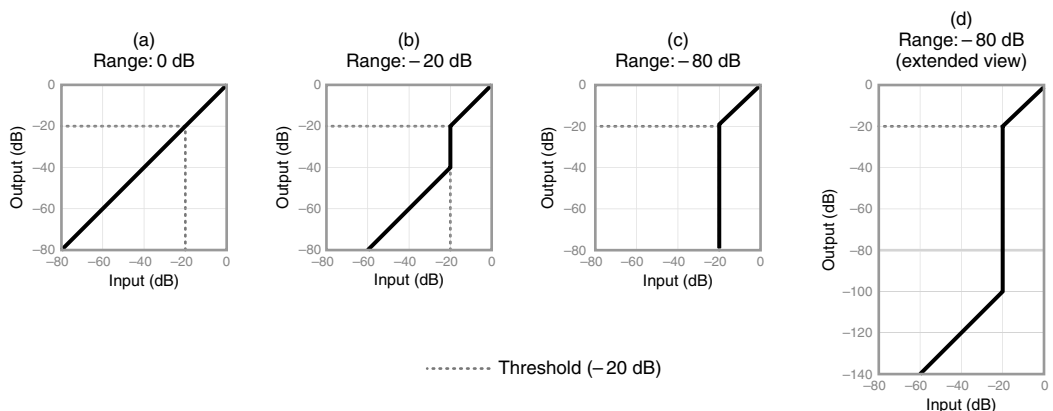 (a)
Range: 0 dB
0
−20
−40
−60
−80
Output (dB)
−80
−60
−40
−20
0
Input (dB)
(b)
Range: −20 dB
0
−20
−40
−60
−80
Output (dB)
−80
−60
−40
−20
0
Input (dB)
(c)
Range: −80 dB
0
−20
−40
−60
−80
Output (dB)
−80
−60
−40
−20
0
Input (dB)
(d)
Range: −80 dB
(extended view)
0
−20
−40
−60
−80
−100
−120
−140
Output (dB)
−80
−60
−40
−20
0
Input (dB)
Threshold (−20 dB)